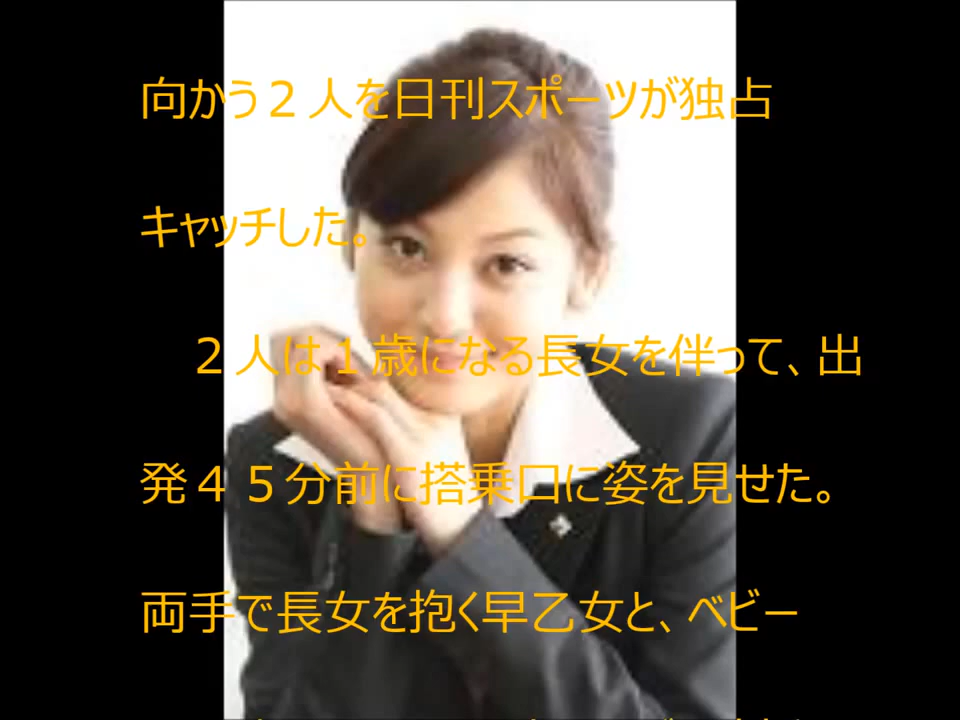 向かう２人を日刊スポーツが独占
キャッチした。
２人は１歳になる長女を伴って、出
発４５分前に搭乗口に姿を見せた。
両手で長女を抱く早乙女と、ベビー